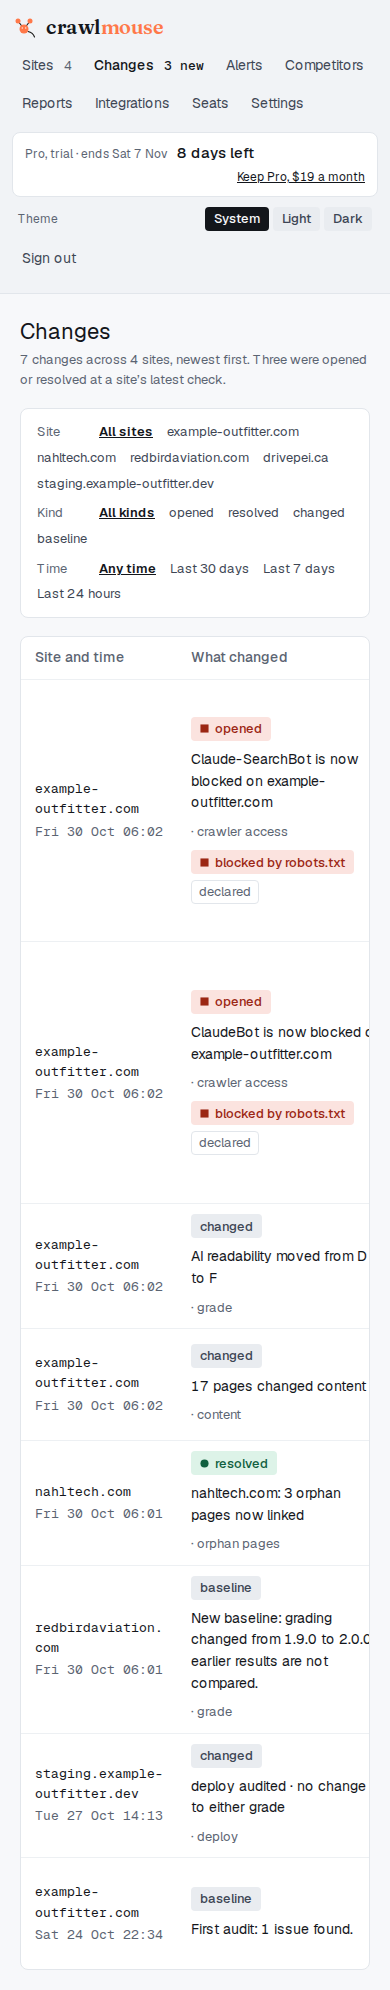 crawlmouse
Sites 4 Changes 3 new Alerts Competitors
Reports Integrations Seats Settings
Pro, trial · ends Sat 7 Nov 8 days left
Keep Pro, $19 a month
Theme System Light Dark
Sign out
Changes
7 changes across 4 sites, newest first. Three were opened
or resolved at a site's latest check.
Site All sites example-outfitter.com
nahltech.com redbirdaviation.com drivepei.ca
staging.example-outfitter.dev
Kind All kinds opened resolved changed
baseline
Time Any time Last 30 days Last 7 days
Last 24 hours
Site and time What changed
opened
Claude-SearchBot is now
blocked on example-
outfitter.com
example-
outfitter.com
Fri 30 Oct 06:02
· crawler access
blocked by robots.txt
declared
opened
ClaudeBot is now blocked
example-outfitter.com
example-
outfitter.com
Fri 30 Oct 06:02
· crawler access
blocked by robots.txt
declared
changed
example-
outfitter.com
Fri 30 Oct 06:02
AI readability moved from D
to F
· grade
changed
example-
outfitter.com
Fri 30 Oct 06:02
17 pages changed content
· content
resolved
nahltech.com
Fri 30 Oct 06:01
nahltech.com: 3 orphan
pages now linked
· orphan pages
baseline
redbirdaviation.
com
Fri 30 Oct 06:01
New baseline: grading
changed from 1.9.0 to 2.0.0
earlier results are not
compared.
· grade
changed
staging.example-
outfitter.dev
Tue 27 Oct 14:13
deploy audited · no change
to either grade
· deploy
example-
outfitter.com
Sat 24 Oct 22:34
baseline
First audit: 1 issue found.